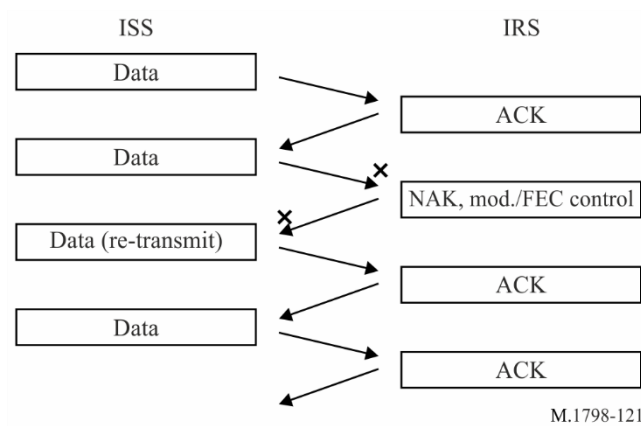 ISS
IRS
Data
ACK
Data
NAK, mod./FEC control
Data (re-transmit)
ACK
Data
ACK
M.1798-121